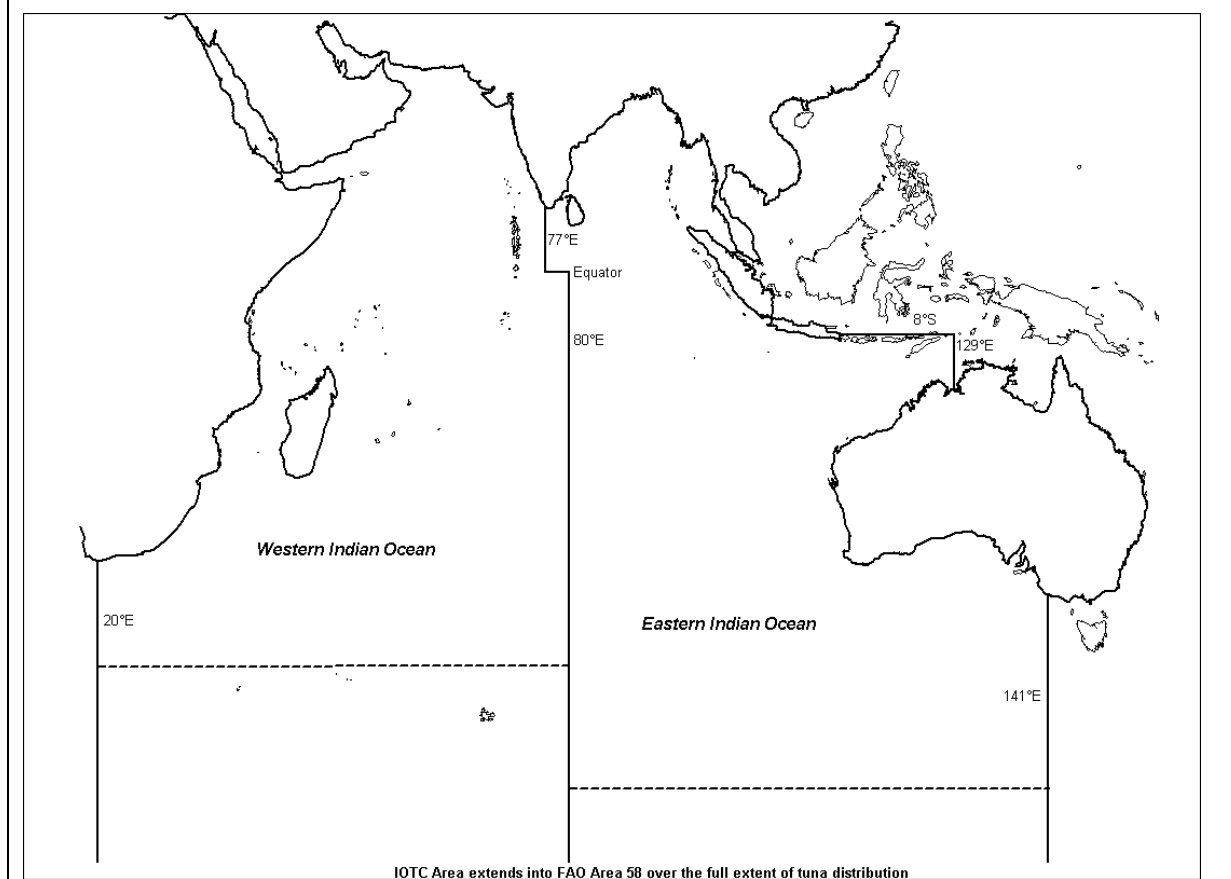 77°E
Equator
8°S
80°E
129°E
Western Indian Ocean
20°E
Eastern Indian Ocean
141°E
IOTC Area extends into FAO Area 58 over the full extent of tuna distribution